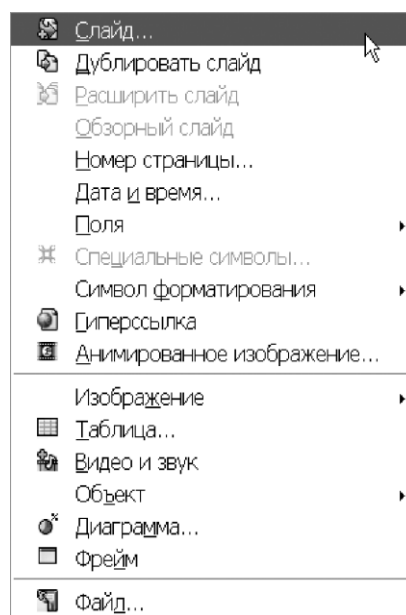 Слайд...
Дублировать слайд
Расширить слайд
Обзорный слайд
Номер страницы...
Дата и время...
Поля
Специальные символы...
Символ форматирования
Гиперссылка
Анимированное изображение...
Изображение
Таблица...
Видео и звук
Объект
Диаграмма...
Фрейм
Файл...